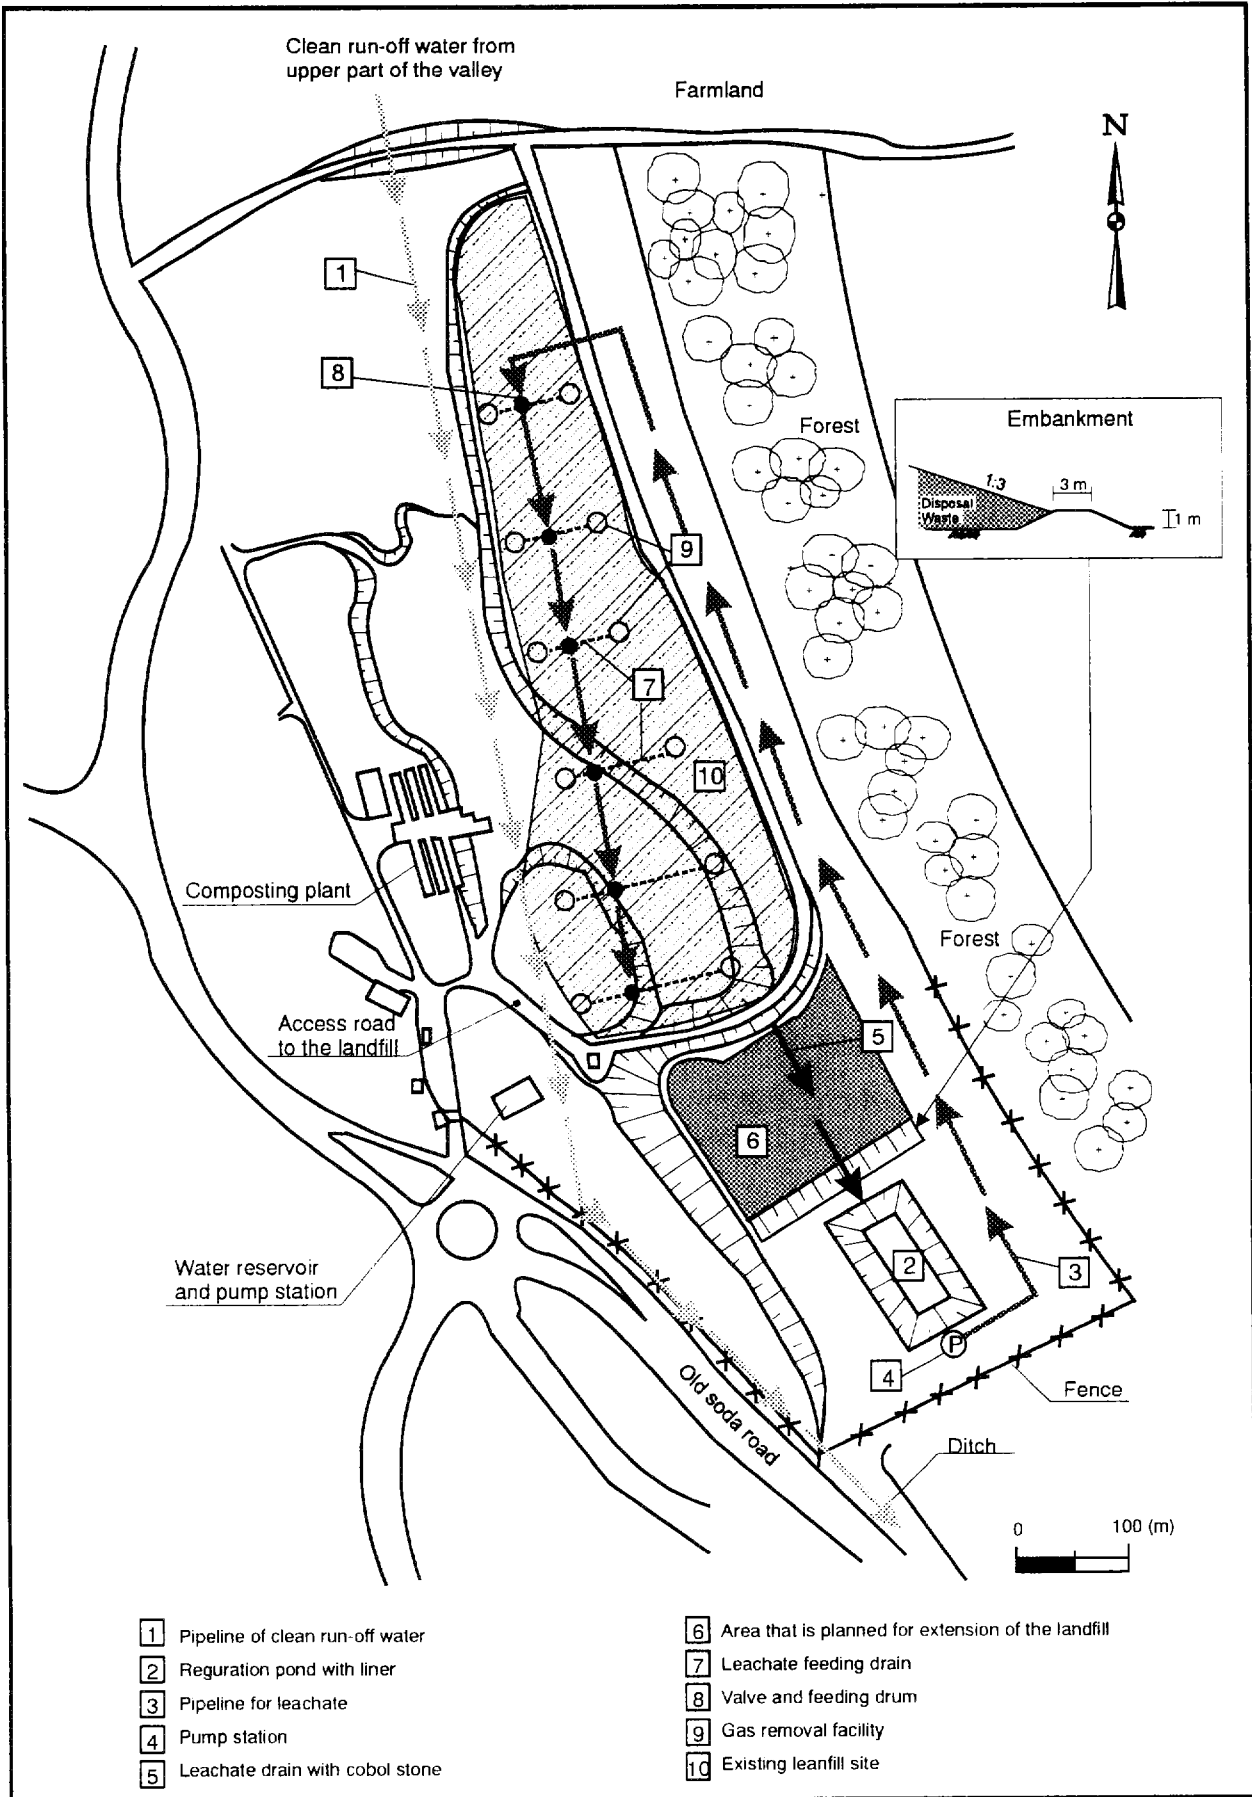 Clean run-off water from
upper part of the valley
Farmland
N
1
8
Forest
Embankment
1:3
3 m
Disposal
Waste
1 m
9
7
10
Composting plant
Forest
Access road
to the landfill
5
6
Water reservoir
and pump station
2
3
P
4
Fence
Old soda road
Ditch
0
100 (m)
1 Pipeline of clean run-off water
2 Reguration pond with liner
3 Pipeline for leachate
4 Pump station
5 Leachate drain with cobol stone
6 Area that is planned for extension of the landfill
7 Leachate feeding drain
8 Valve and feeding drum
9 Gas removal facility
10 Existing leanfill site